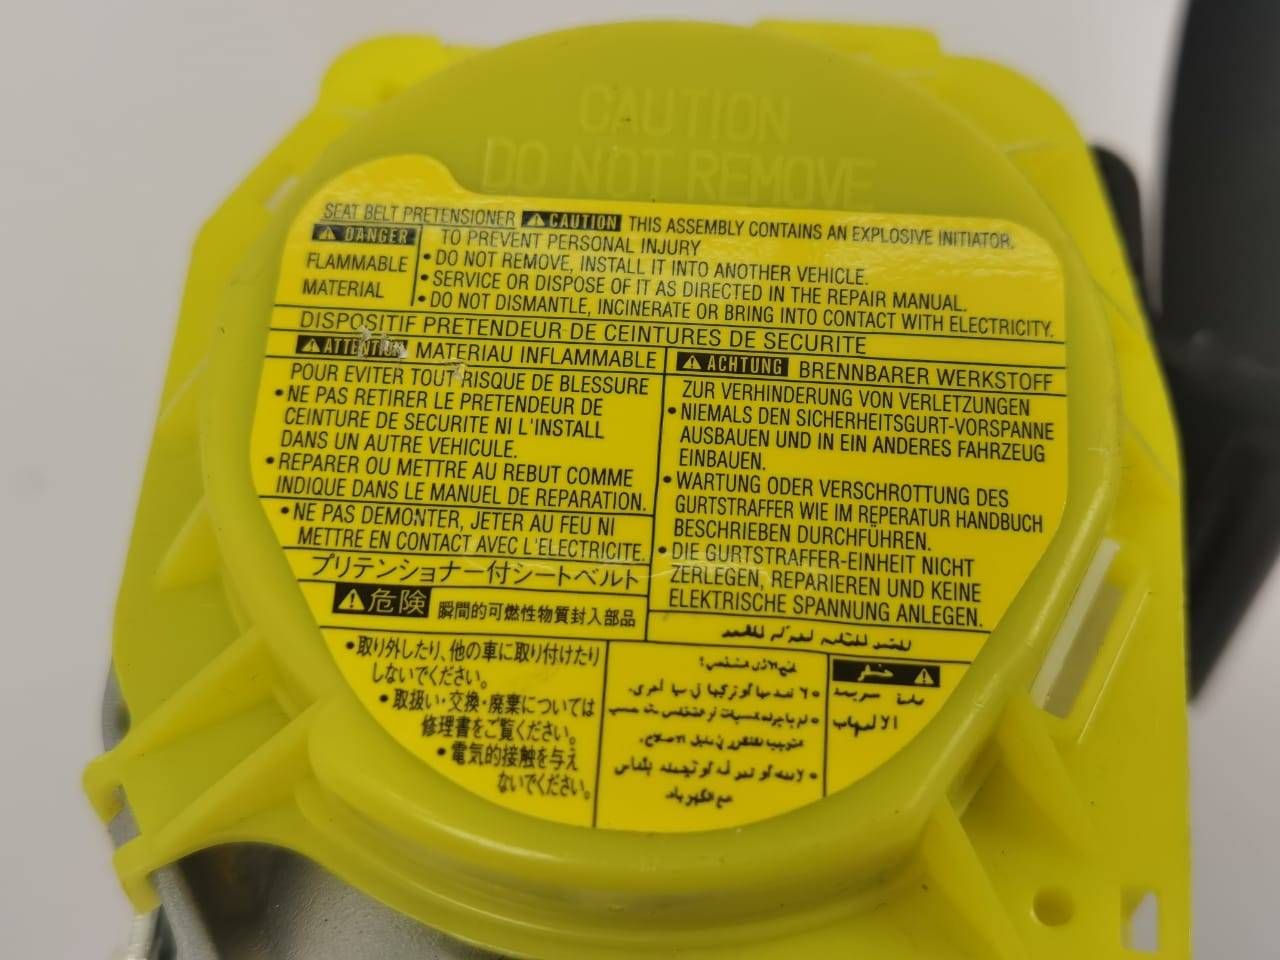 CAUTION
DO NOT REMOVE
SEAT BELT PRETENSIONER ⚠ CAUTION THIS ASSEMBLY CONTAINS AN EXPLOSIVE INITIATOR.
⚠ DANGER
FLAMMABLE
MATERIAL
TO PREVENT PERSONAL INJURY
• DO NOT REMOVE, INSTALL IT INTO ANOTHER VEHICLE.
• SERVICE OR DISPOSE OF IT AS DIRECTED IN THE REPAIR MANUAL.
• DO NOT DISMANTLE, INCINERATE OR BRING INTO CONTACT WITH ELECTRICITY.
DISPOSITIF PRETENDEUR DE CEINTURES DE SECURITE
⚠ ATTENTION MATERIAU INFLAMMABLE
POUR EVITER TOUT RISQUE DE BLESSURE
• NE PAS RETIRER LE PRETENDEUR DE
CEINTURE DE SECURITE NI L'INSTALL
DANS UN AUTRE VEHICULE.
• REPARER OU METTRE AU REBUT COMME
INDIQUE DANS LE MANUEL DE REPARATION.
• NE PAS DEMONTER, JETER AU FEU NI
METTRE EN CONTACT AVEC L'ELECTRICITE.
⚠ ACHTUNG BRENNBARER WERKSTOFF
ZUR VERHINDERUNG VON VERLETZUNGEN
• NIEMALS DEN SICHERHEITSGURT-VORSPANNE
AUSBAUEN UND IN EIN ANDERES FAHRZEUG
EINBAUEN.
• WARTUNG ODER VERSCHROTTUNG DES
GURTSTRAFFER WIE IM REPERATUR HANDBUCH
BESCHRIEBEN DURCHFÜHREN.
• DIE GURTSTRAFFER-EINHEIT NICHT
ZERLEGEN, REPARIEREN UND KEINE
ELEKTRISCHE SPANNUNG ANLEGEN.
プリテンショナー付シートベルト
⚠ 危険 瞬間的可燃性物質封入部品
• 取り外したり、他の車に取り付けたり
しないでください。
• 取扱い・交換・廃棄については
修理書をご覧ください。
• 電気的接触を与え
ないでください。
⚠ خطر
مادة سريعة
الالتهاب
مع الكهرباء.